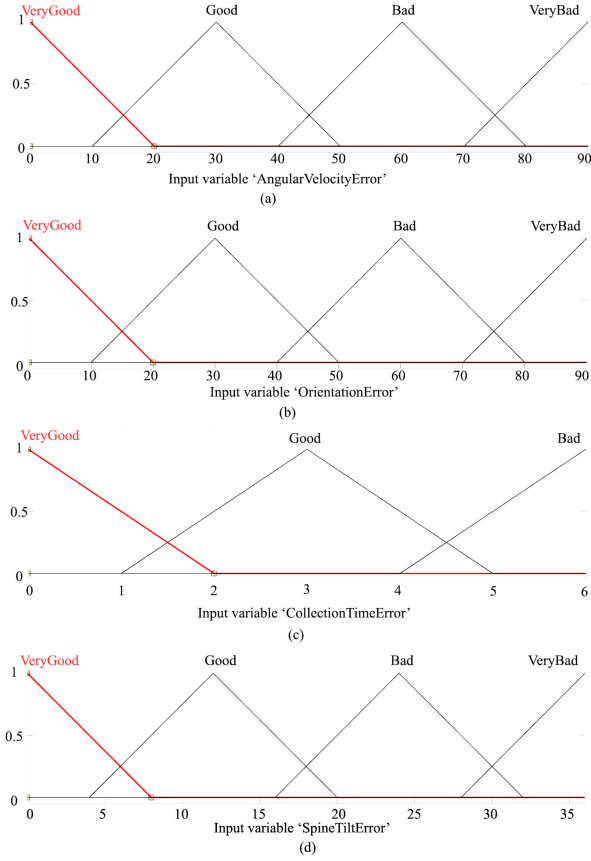 VeryGood Good Bad VeryBad
1
0.5
0
0 10 20 30 40 50 60 70 80 90
Input variable ‘AngularVelocityError’
(a)
VeryGood Good Bad VeryBad
1
0.5
0
0 10 20 30 40 50 60 70 80 90
Input variable ‘OrientationError’
(b)
VeryGood Good Bad
1
0.5
0
0 1 2 3 4 5 6
Input variable ‘CollectionTimeError’
(c)
VeryGood Good Bad VeryBad
1
0.5
0
0 5 10 15 20 25 30 35
Input variable ‘SpineTiltError’
(d)